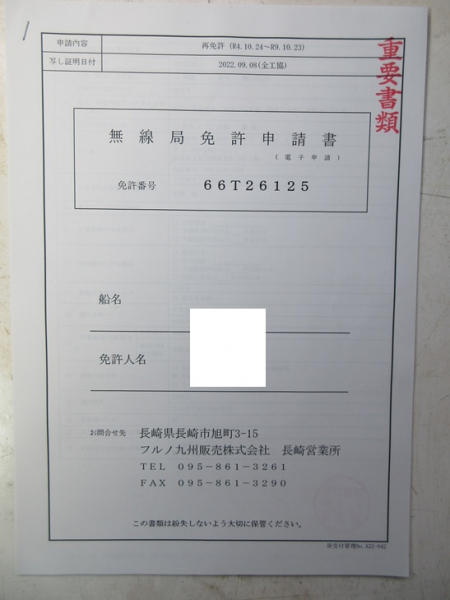 申請内容 再免許 (R4.10.24～R9.10.23)
写し証明日付 2022.09.08(全工協)
重要書類
無線局免許申請書
(電子申請)
免許番号 66T26125
船名
免許人名
お問合せ先 長崎県長崎市旭町3-15
フルノ九州販売株式会社 長崎営業所
TEL 095-861-3261
FAX 095-861-3290
この書類は紛失しないよう大切に保管ください。